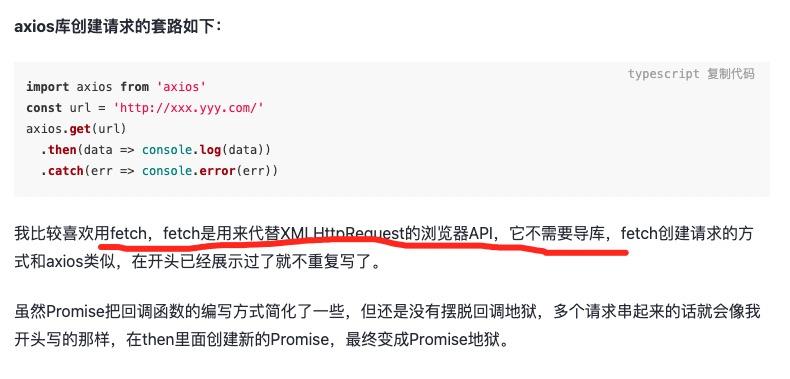 axios库创建请求的套路如下：
typescript 复制代码
import axios from 'axios'
const url = 'http://xxx.yyy.com/'
axios.get(url)
  .then(data => console.log(data))
  .catch(err => console.error(err))
我比较喜欢用fetch，fetch是用来代替XMLHttpRequest的浏览器API，它不需要导库，fetch创建请求的方
式和axios类似，在开头已经展示过了就不重复写了。
虽然Promise把回调函数的编写方式简化了一些，但还是没有摆脱回调地狱，多个请求串起来的话就会像我
开头写的那样，在then里面创建新的Promise，最终变成Promise地狱。